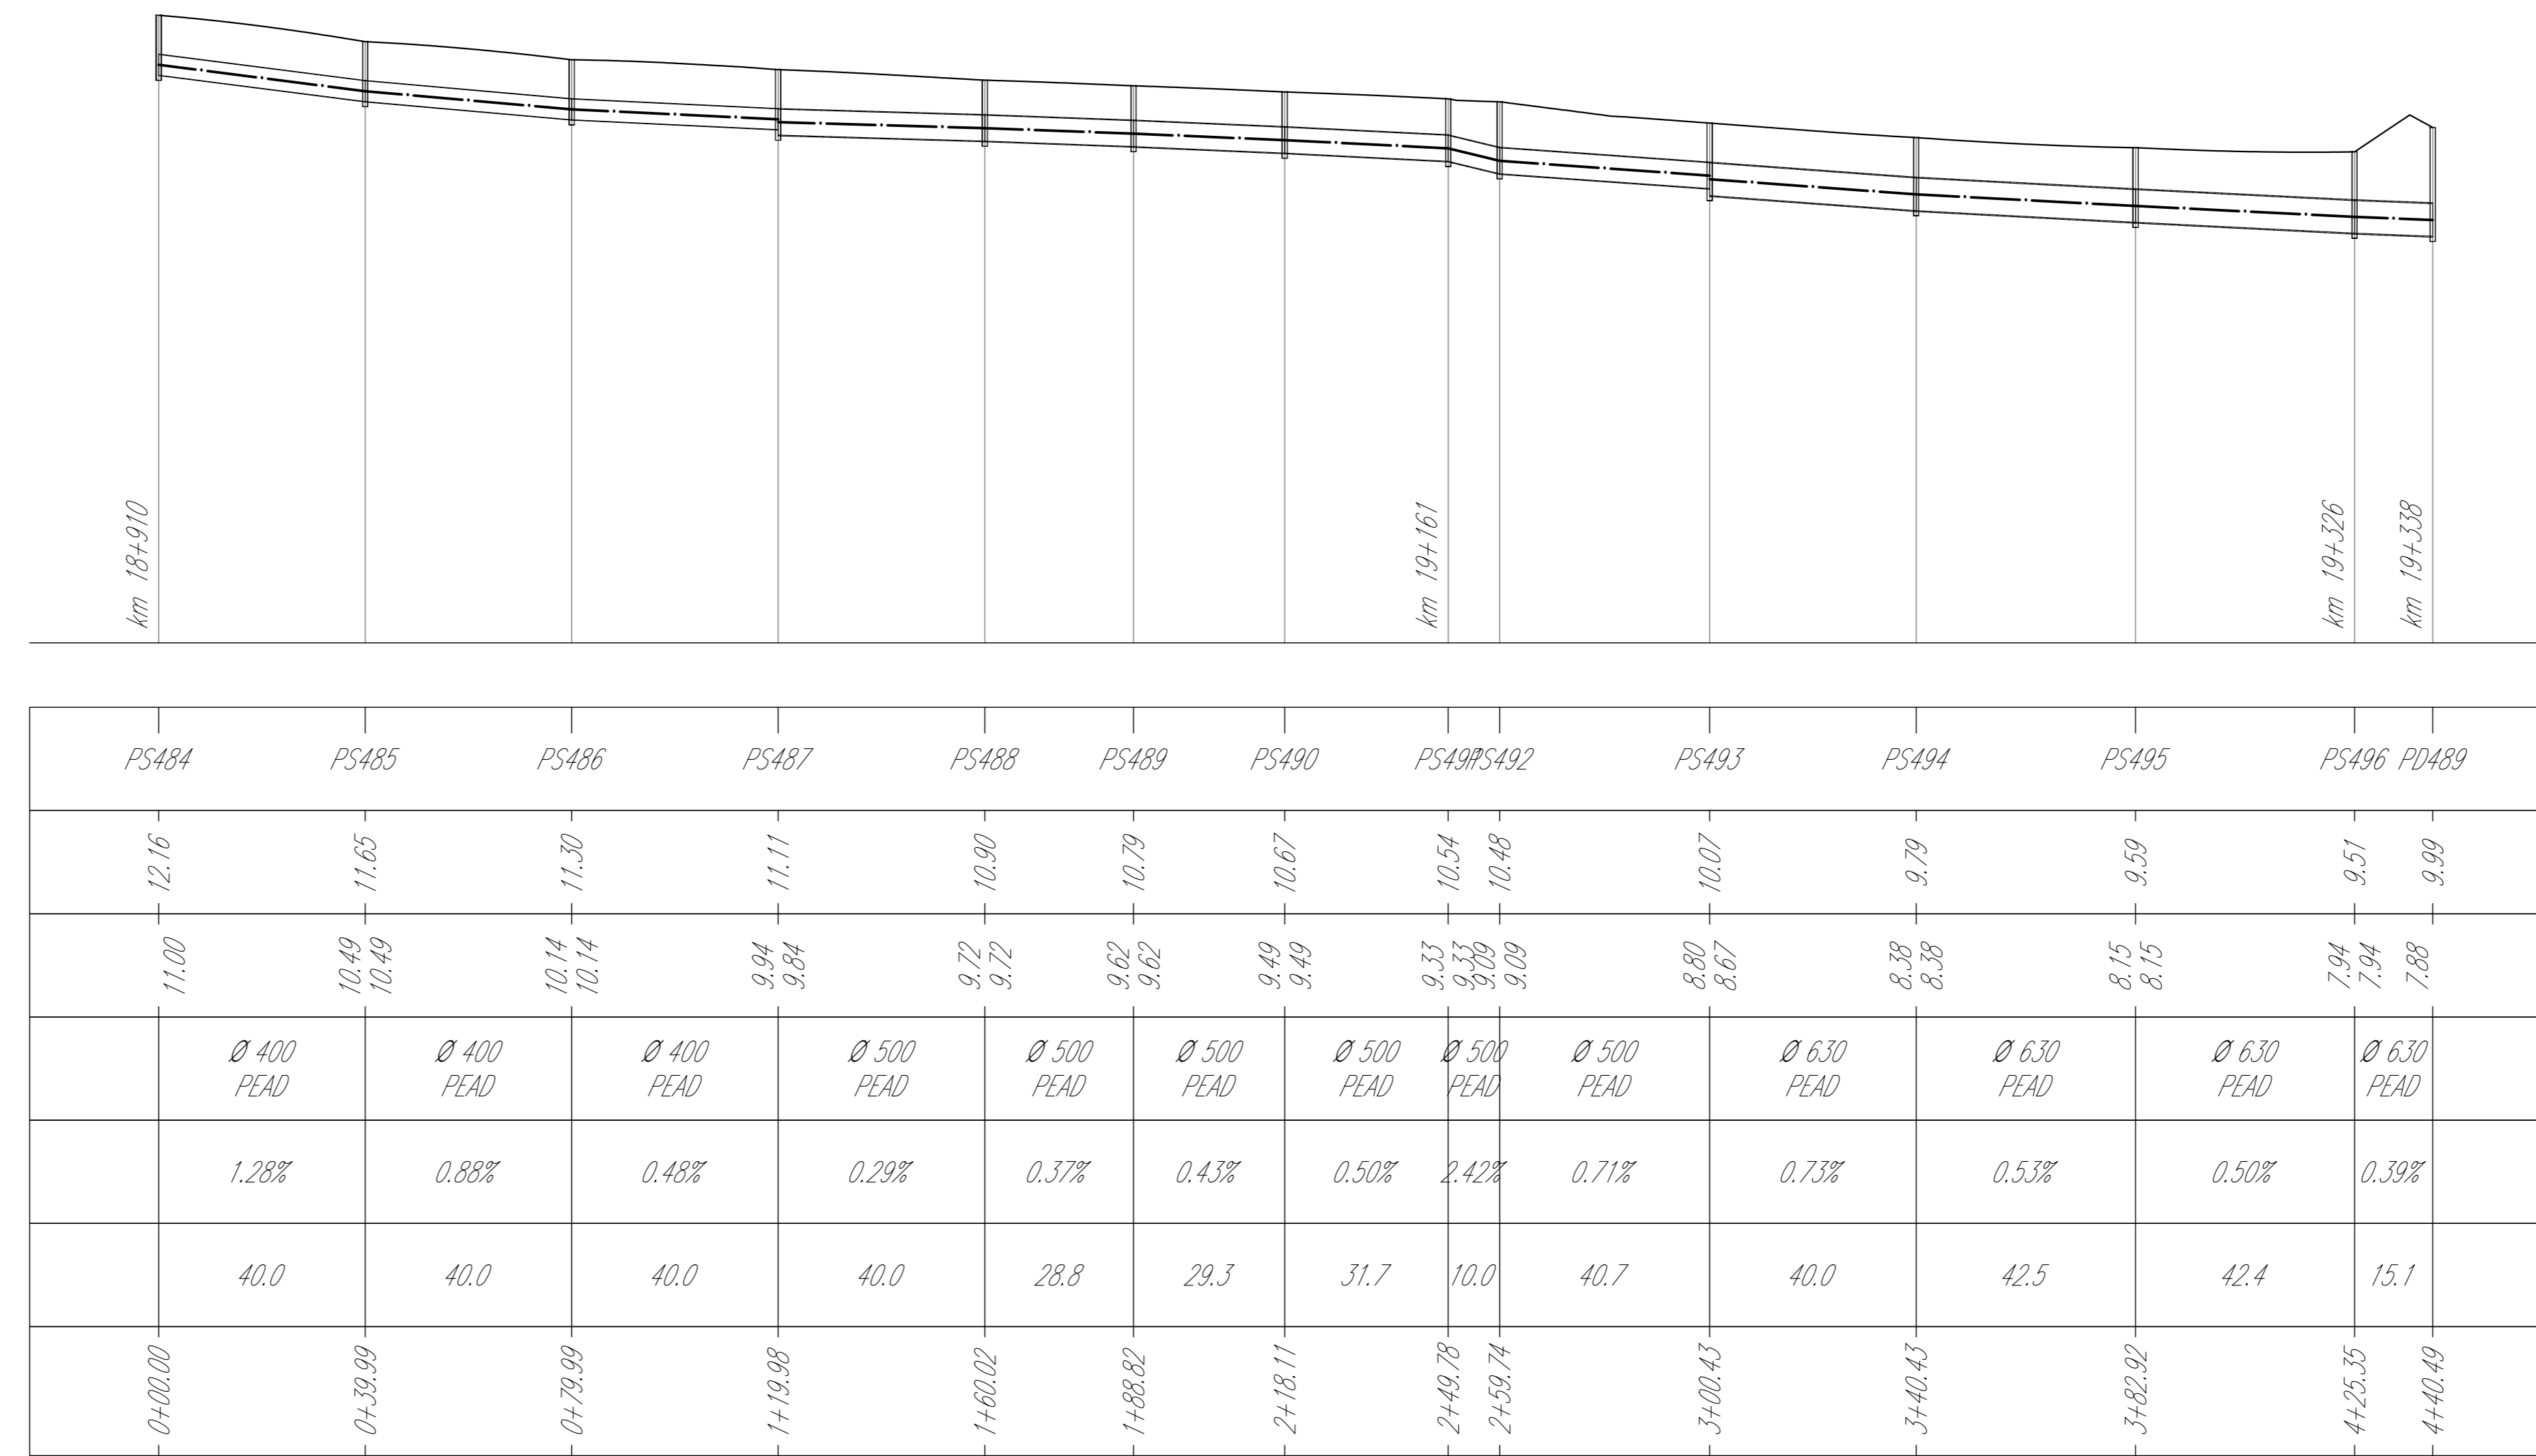 km 18+910
km 19+161
km 19+326
km 19+338
PS484 PS485 PS486 PS487 PS488 PS489 PS490 PS491 PS492 PS493 PS494 PS495 PS496 PD489
12.16 11.65 11.30 11.11 10.90 10.79 10.67 10.54 10.48 10.07 9.79 9.59 9.51 9.99
11.00 10.49 10.49 10.14 10.14 9.94 9.84 9.72 9.72 9.62 9.62 9.49 9.49 9.33 9.33 9.09 9.09 8.80 8.67 8.38 8.38 8.15 8.15 7.94 7.94 7.88
Ø 400 Ø 400 Ø 400 Ø 500 Ø 500 Ø 500 Ø 500 Ø 500 Ø 500 Ø 630 Ø 630 Ø 630 Ø 630
PEAD PEAD PEAD PEAD PEAD PEAD PEAD PEAD PEAD PEAD PEAD PEAD PEAD
1.28% 0.88% 0.48% 0.29% 0.37% 0.43% 0.50% 2.42% 0.71% 0.73% 0.53% 0.50% 0.39%
40.0 40.0 40.0 40.0 28.8 29.3 31.7 10.0 40.7 40.0 42.5 42.4 15.1
0+00.00 0+39.99 0+79.99 1+19.98 1+60.02 1+88.82 2+18.11 2+49.78 2+59.74 3+00.43 3+40.43 3+82.92 4+25.35 4+40.49